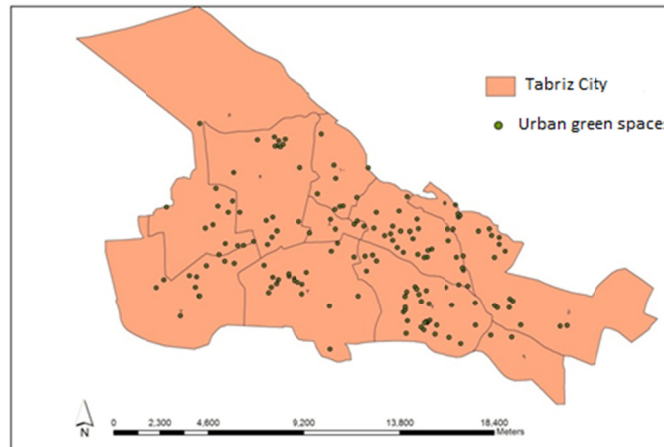 Tabriz City
Urban green spaces
N
0 2,300 4,600 9,200 13,800 18,400
Meters